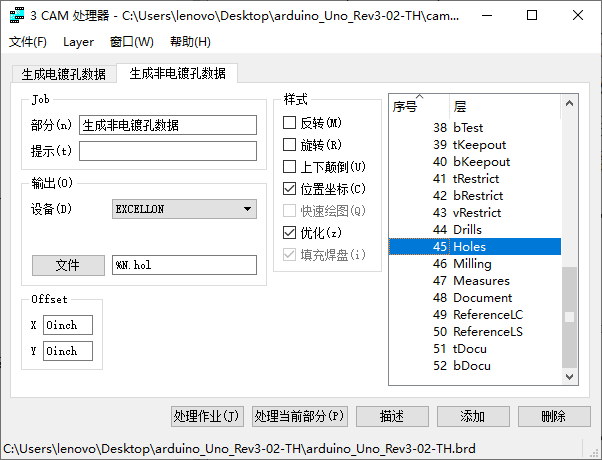 3 CAM 处理器 - C:\Users\lenovo\Desktop\arduino_Uno_Rev3-02-TH\cam...
文件(F) Layer 窗口(W) 帮助(H)
生成电镀孔数据 生成非电镀孔数据
Job
部分(n) 生成非电镀孔数据
提示(t)
输出(O)
设备(D) EXCELLON
文件 %N.hol
Offset
X 0inch
Y 0inch
样式
反转(M)
旋转(R)
上下颠倒(U)
位置坐标(C)
快速绘图(Q)
优化(z)
填充焊盘(i)
序号 层
38 bTest
39 tKeepout
40 bKeepout
41 tRestrict
42 bRestrict
43 vRestrict
44 Drills
45 Holes
46 Milling
47 Measures
48 Document
49 ReferenceLC
50 ReferenceLS
51 tDocu
52 bDocu
处理作业(J) 处理当前部分(P) 描述 添加 删除
C:\Users\lenovo\Desktop\arduino_Uno_Rev3-02-TH\arduino_Uno_Rev3-02-TH.brd